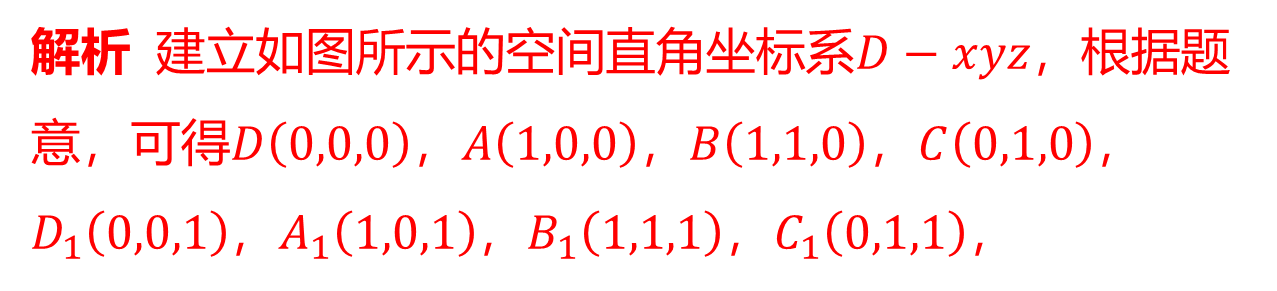 解析 建立如图所示的空间直角坐标系𝐷 − 𝑥𝑦𝑧，根据题
意，可得𝐷(0,0,0)，𝐴(1,0,0)，𝐵(1,1,0)，𝐶(0,1,0)，
𝐷₁(0,0,1)，𝐴₁(1,0,1)，𝐵₁(1,1,1)，𝐶₁(0,1,1)，